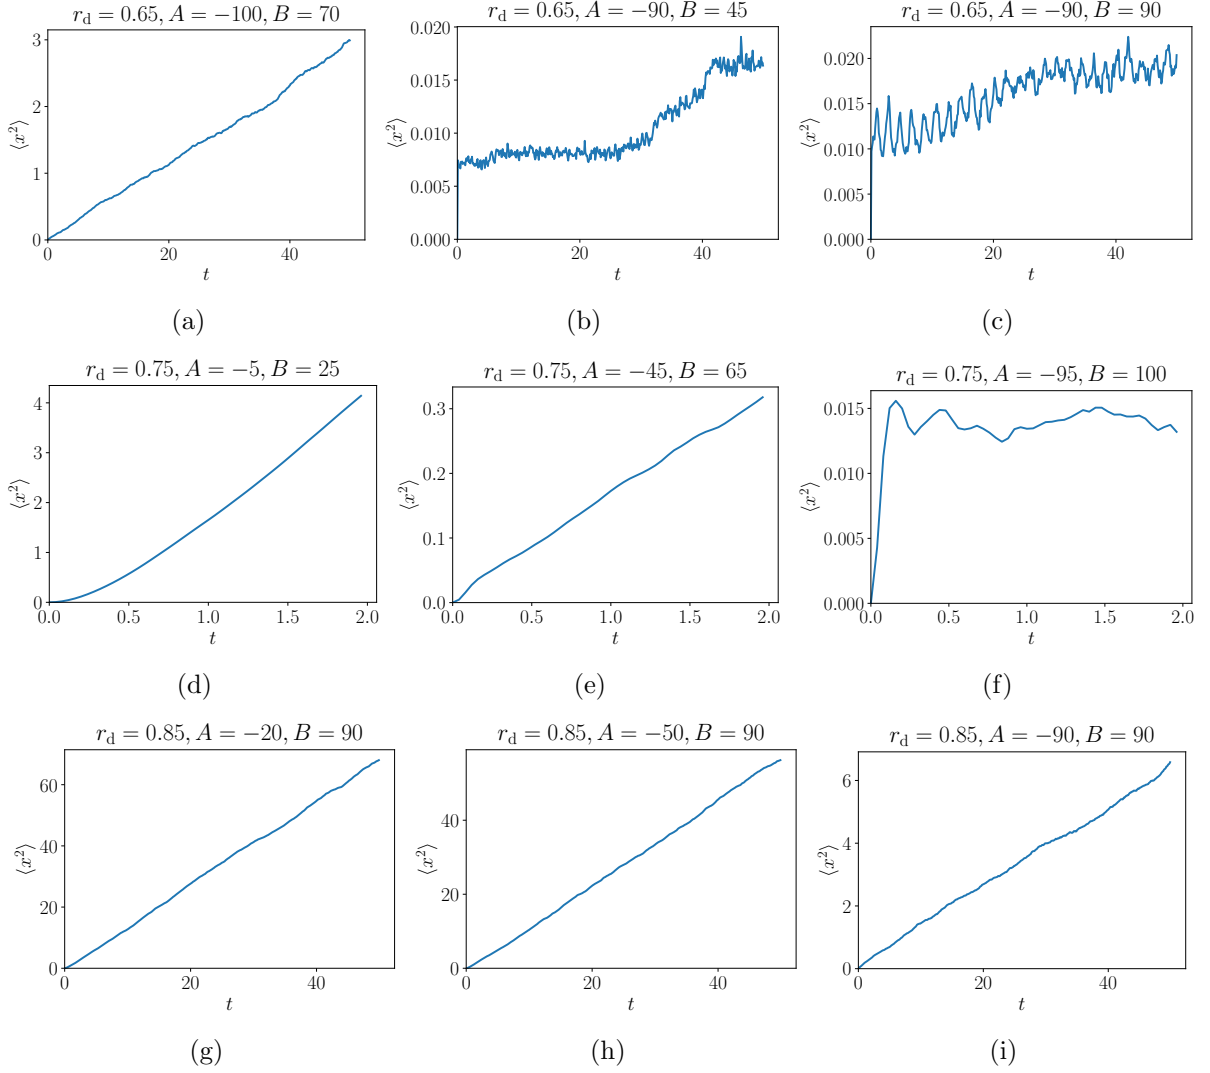 r_d = 0.65, A = −100, B = 70
3
2
1
0
⟨x²⟩
0 20 40
t
(a)
r_d = 0.65, A = −90, B = 45
0.020
0.015
0.010
0.005
0.000
⟨x²⟩
0 20 40
t
(b)
r_d = 0.65, A = −90, B = 90
0.020
0.015
0.010
0.005
0.000
⟨x²⟩
0 20 40
t
(c)
r_d = 0.75, A = −5, B = 25
4
3
2
1
0
⟨x²⟩
0.0 0.5 1.0 1.5 2.0
t
(d)
r_d = 0.75, A = −45, B = 65
0.3
0.2
0.1
0.0
⟨x²⟩
0.0 0.5 1.0 1.5 2.0
t
(e)
r_d = 0.75, A = −95, B = 100
0.015
0.010
0.005
0.000
⟨x²⟩
0.0 0.5 1.0 1.5 2.0
t
(f)
r_d = 0.85, A = −20, B = 90
60
40
20
0
⟨x²⟩
0 20 40
t
(g)
r_d = 0.85, A = −50, B = 90
40
20
0
⟨x²⟩
0 20 40
t
(h)
r_d = 0.85, A = −90, B = 90
6
4
2
0
⟨x²⟩
0 20 40
t
(i)